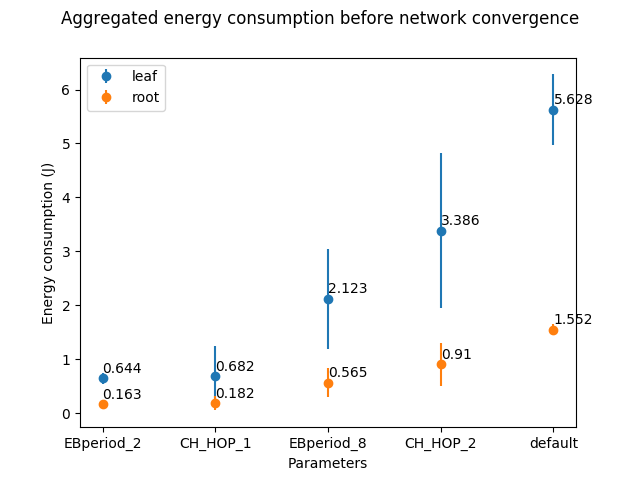 Aggregated energy consumption before network convergence
leaf
root
Energy consumption (J)
6
5
4
3
2
1
0
0.644
0.163
0.682
0.182
2.123
0.565
3.386
0.91
5.628
1.552
EBperiod_2 CH_HOP_1 EBperiod_8 CH_HOP_2 default
Parameters